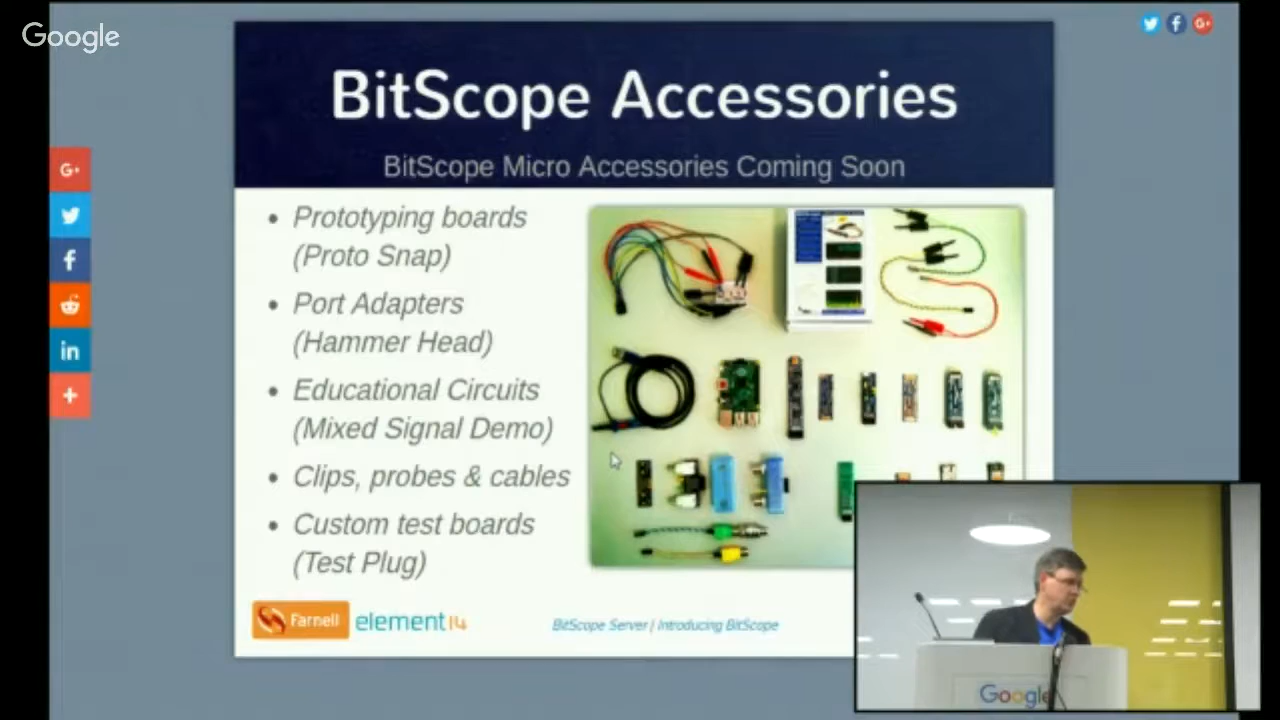 Google
BitScope Accessories
BitScope Micro Accessories Coming Soon
• Prototyping boards
(Proto Snap)
• Port Adapters
(Hammer Head)
• Educational Circuits
(Mixed Signal Demo)
• Clips, probes & cables
• Custom test boards
(Test Plug)
Farnell element14
BitScope Server | Introducing BitScope
G+
f
in
+
f
G+
Google